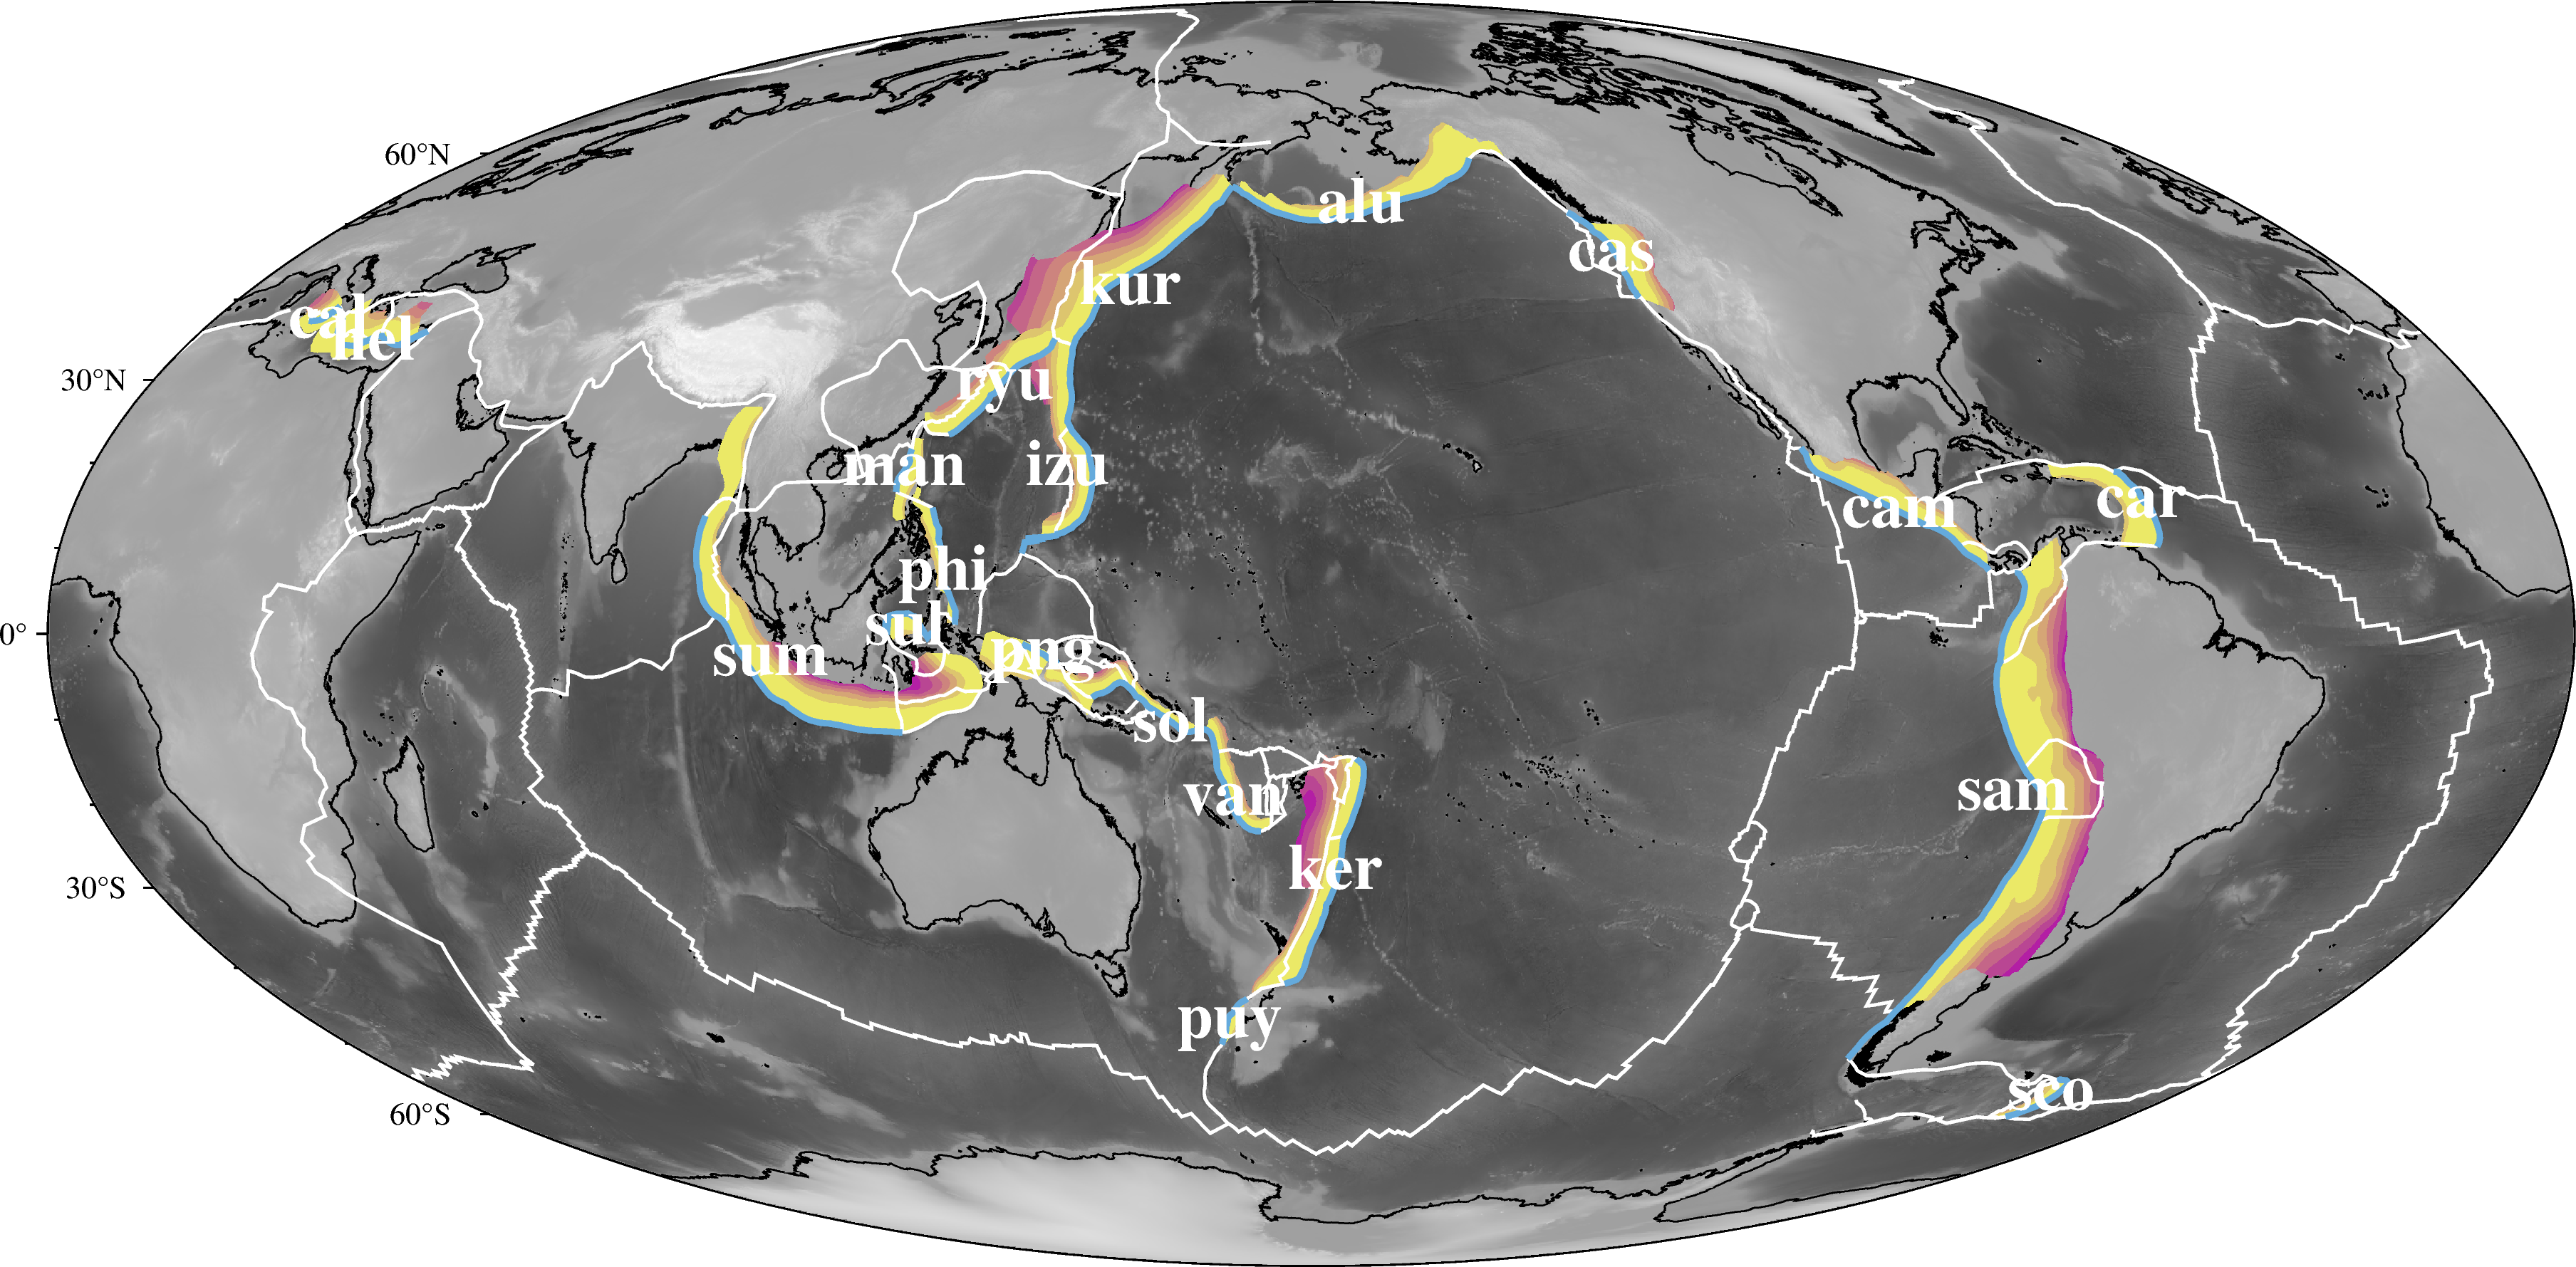 60°N
alu
cas
kur
cal
hel
30°N
ryu
man
izu
cam
car
phi
0°
sul
sum
png
sol
van
sam
ker
30°S
puy
sco
60°S